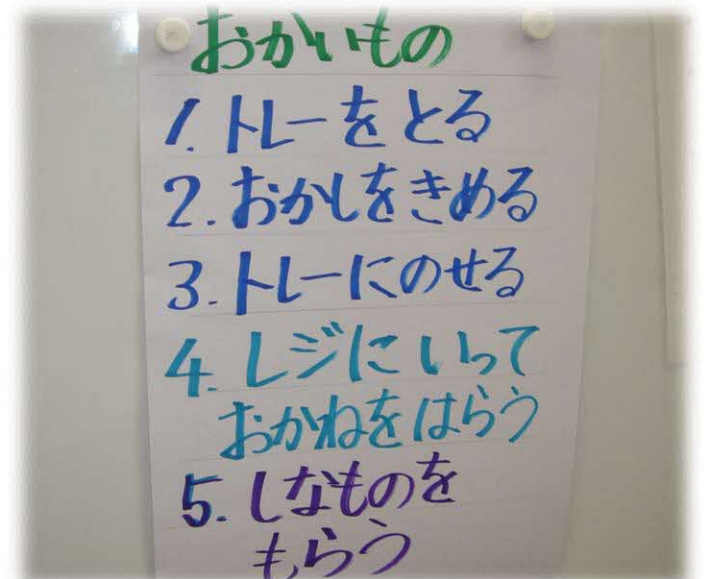 おかいもの
1. トレーをとる
2. おかしをきめる
3. トレーにのせる
4. レジにいって
おかねをはらう
5. しなものを
もらう